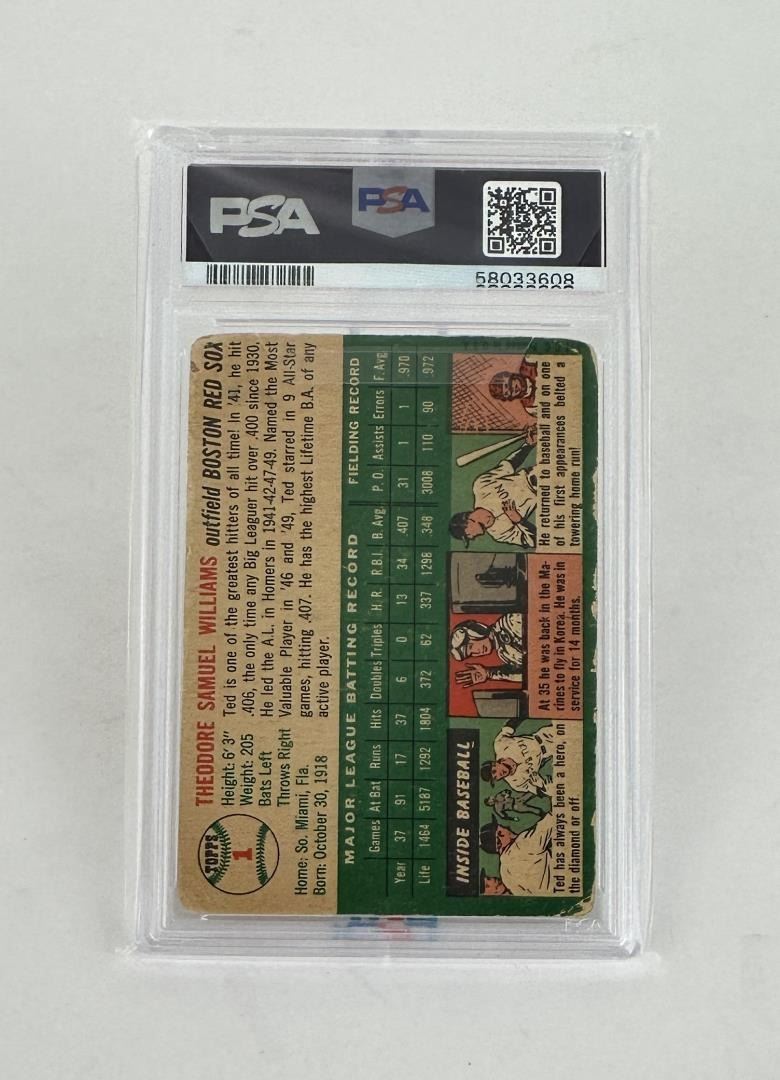 PSA
PSA
58033608
TOPPS
1
THEODORE SAMUEL WILLIAMS
outfield BOSTON RED SOX
Height: 6'3"
Weight: 205
Bats Left
Throws Right
Home: So. Miami, Fla.
Born: October 30, 1918
Ted is one of the greatest hitters of all time! In '41, he hit
.406, the only time any Big Leaguer hit over .400 since 1930.
He led the A.L. in Homers in 1941-42-47-49. Named the Most
Valuable Player in '46 and '49, Ted starred in 9 All-Star
games, hitting .407. He has the highest Lifetime B.A. of any
active player.
MAJOR LEAGUE BATTING RECORD FIELDING RECORD
Games At Bat Runs Hits Doubles Triples H. R. R.B.I. B. Avg. P. O. Assists Errors F. Avg.
Year 37 91 17 37 6 0 13 34 .407 31 1 1 .970
Life 1464 5187 1292 1804 372 62 337 1298 .348 3008 110 90 .972
INSIDE BASEBALL
Ted has always been a hero, on
the diamond or off.
At 35 he was back in the Ma-
rines to fly in Korea. He was in
service for 14 months.
He returned to baseball and on one
of his first appearances belted a
towering home run!
PSA